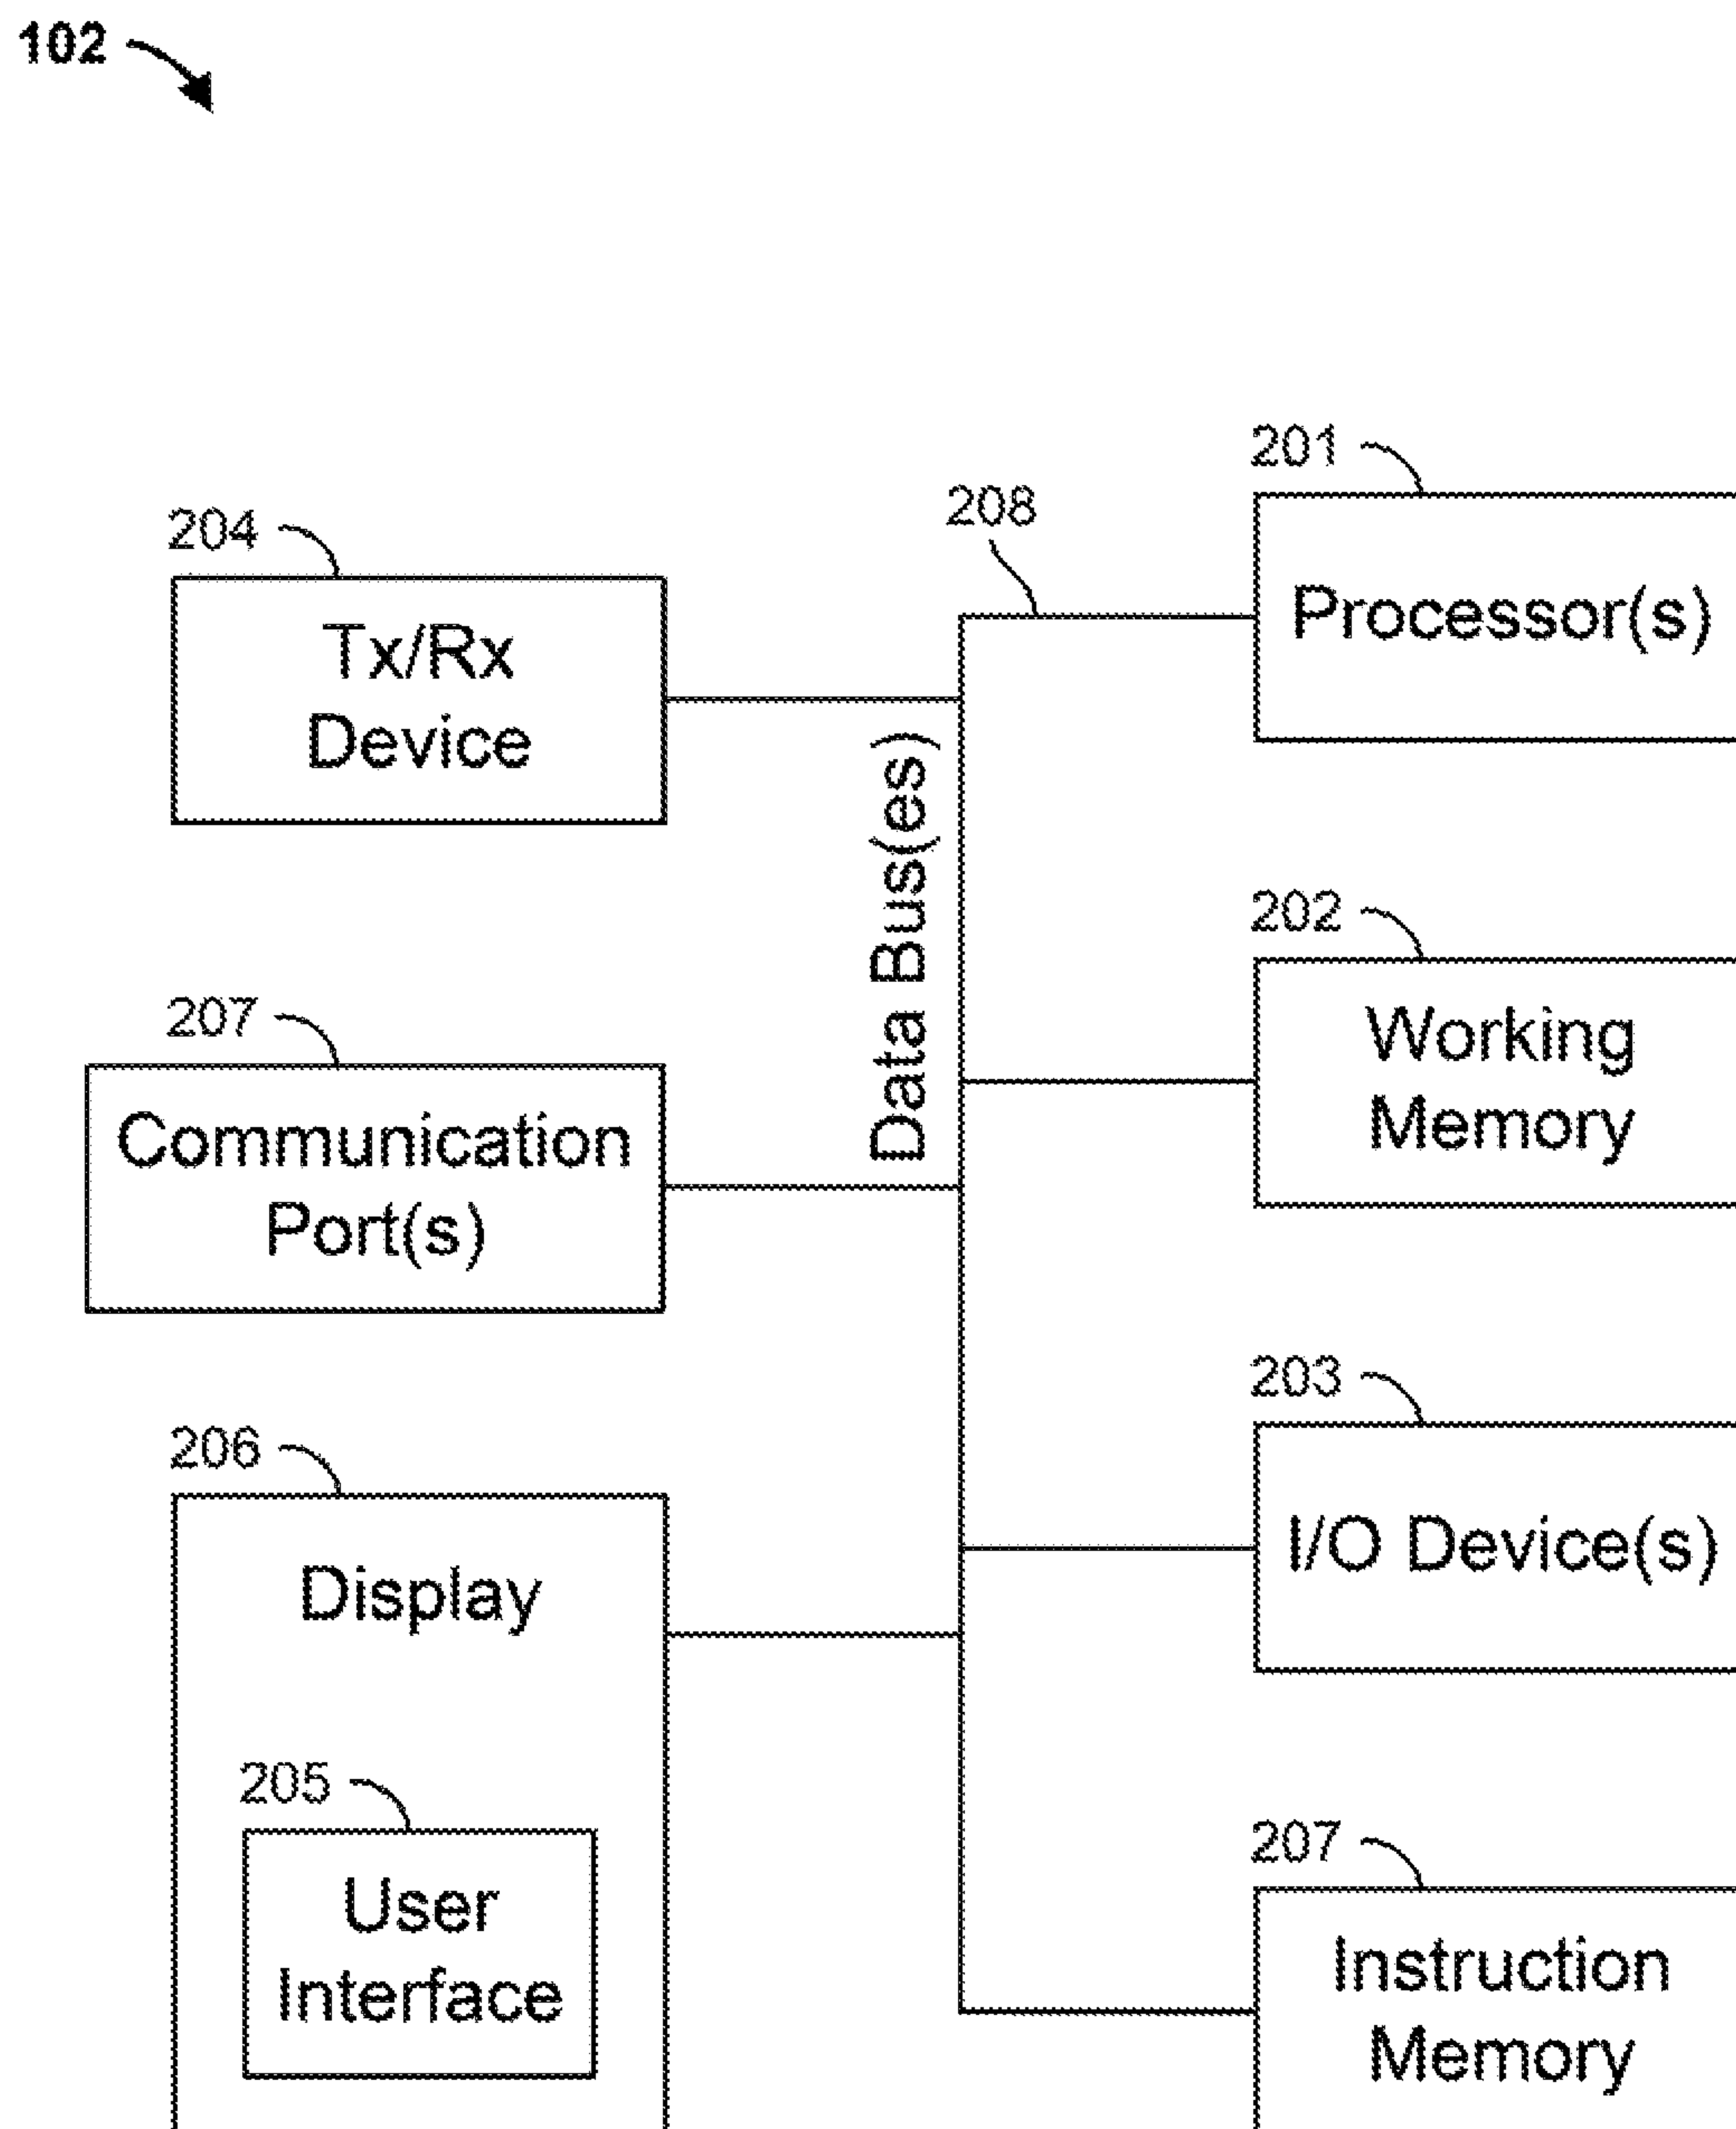 102
201
208
204
Processor(s)
Tx/Rx
Device
Data Bus(es)
202
207
Working
Memory
Communication
Port(s)
203
206
I/O Device(s)
Display
205
207
User
Interface
Instruction
Memory